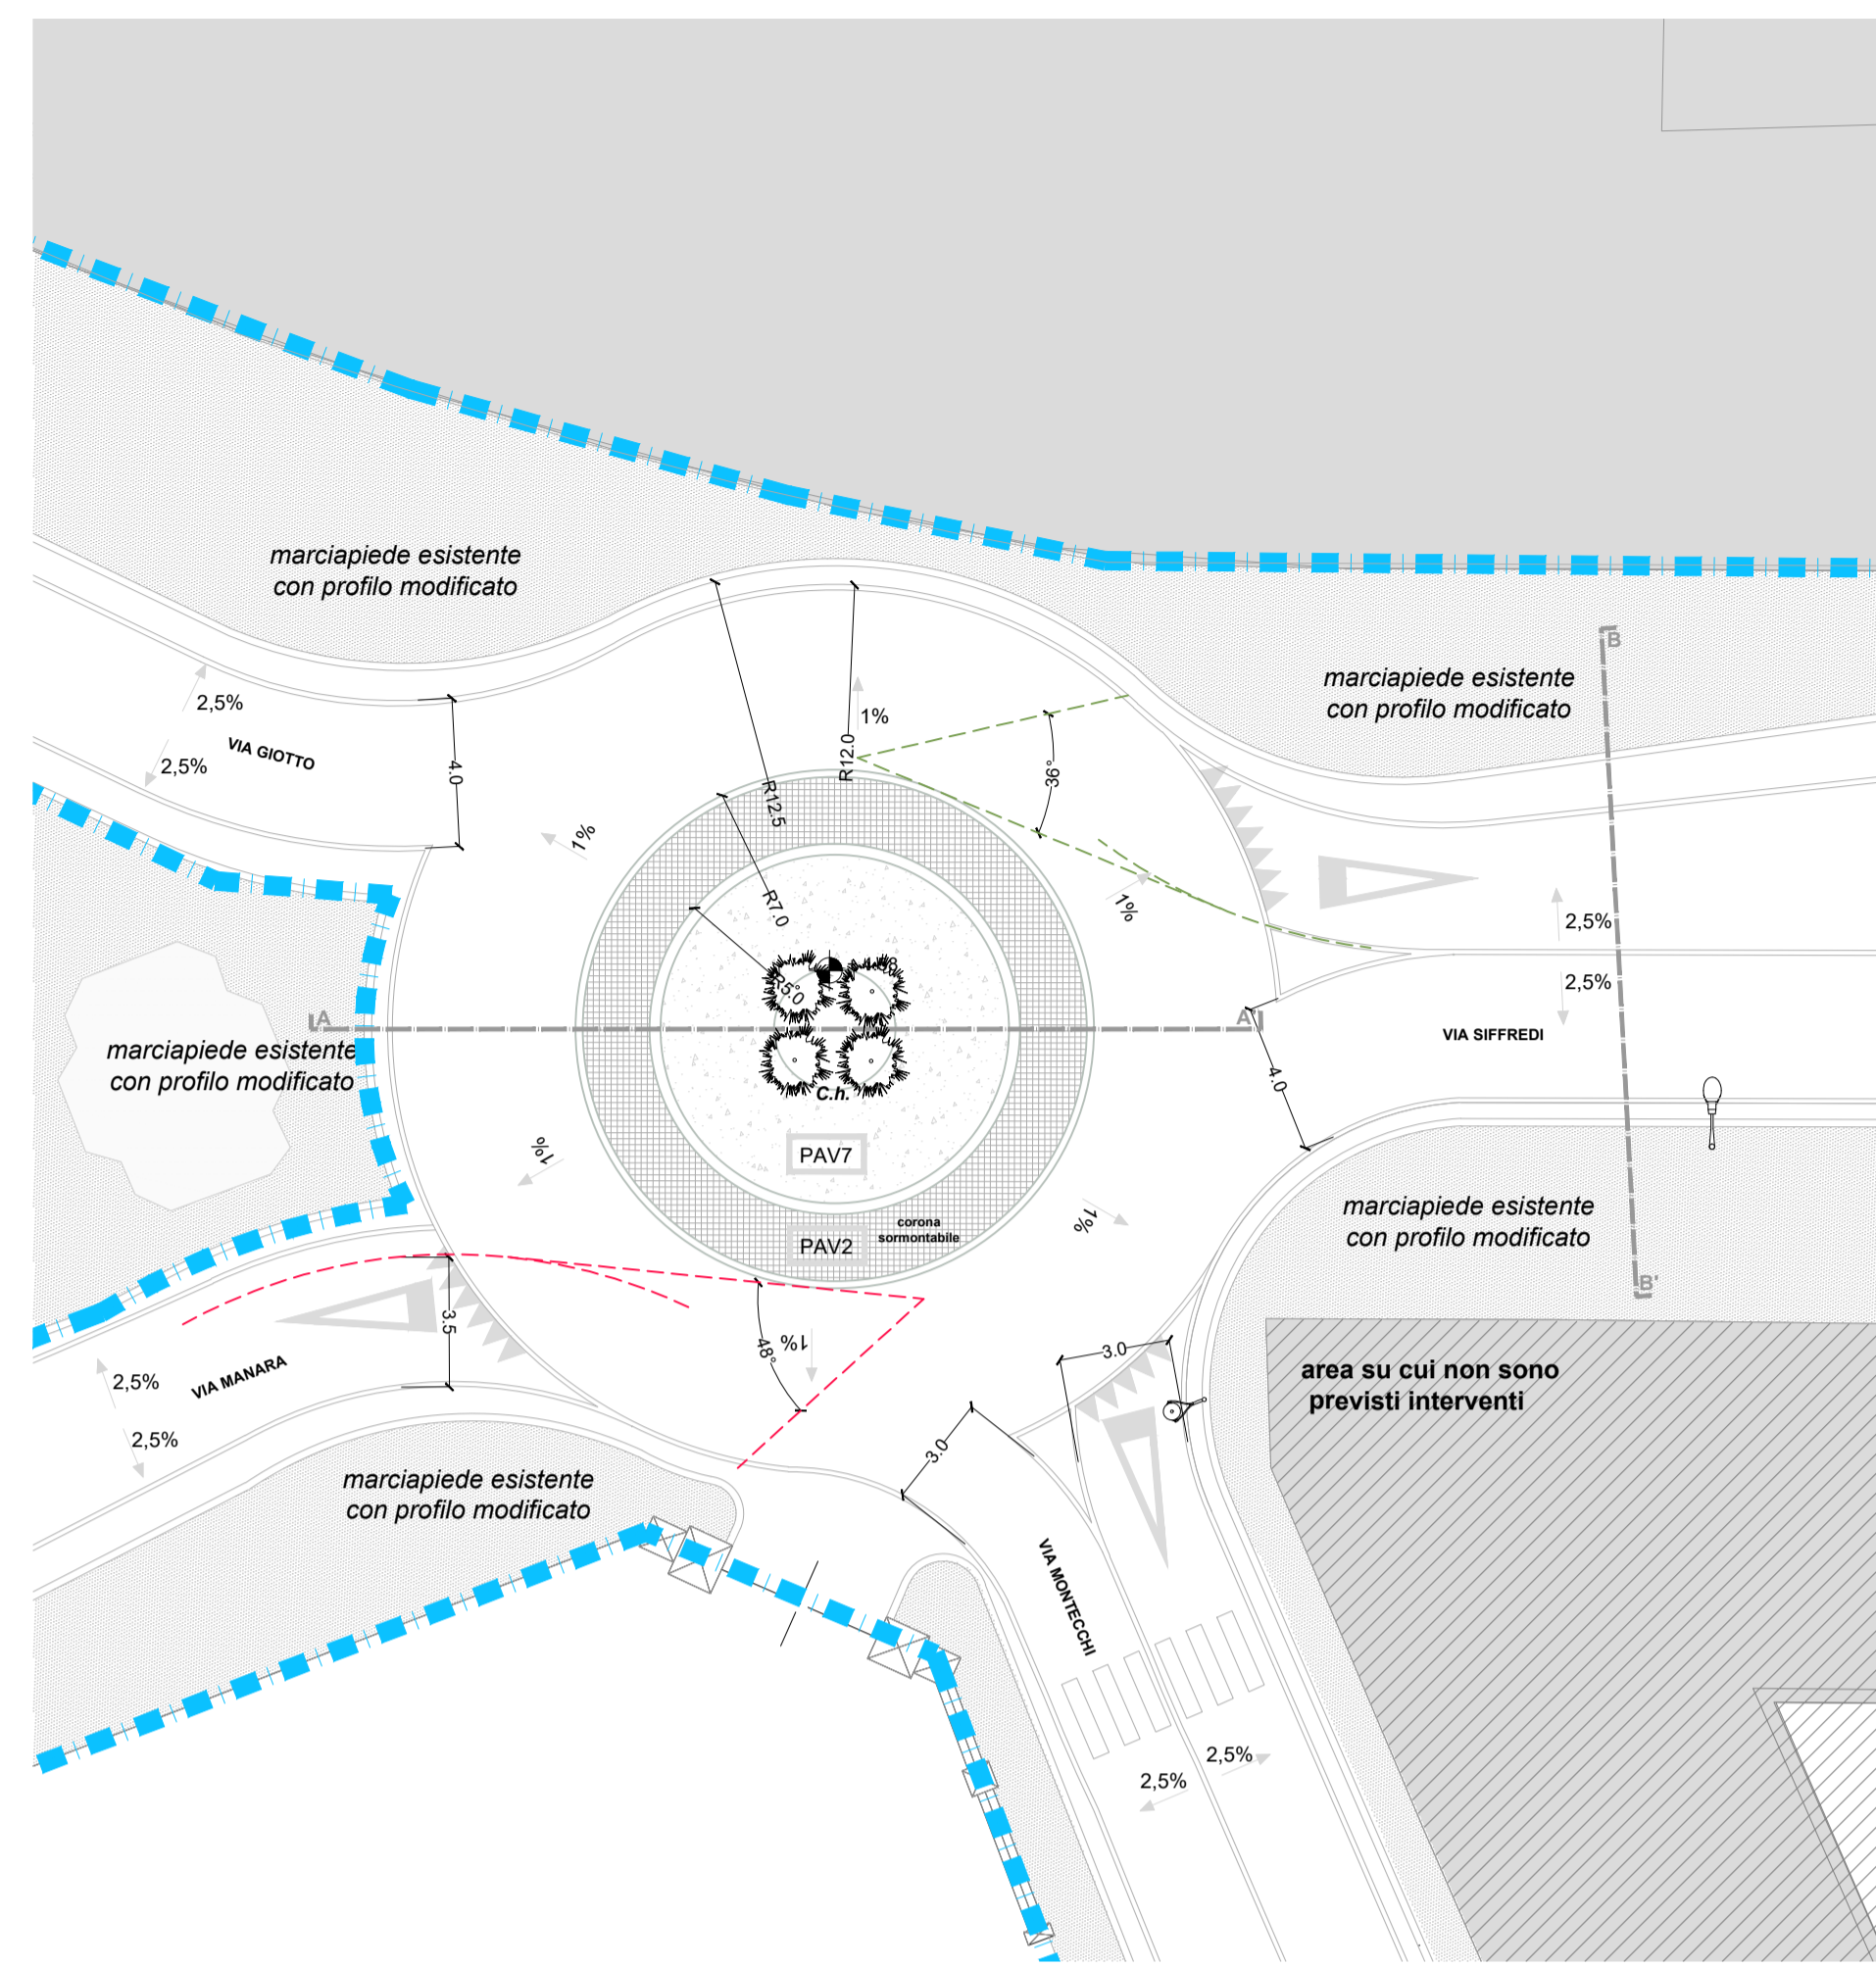 marciapiede esistente
con profilo modificato
marciapiede esistente
con profilo modificato
B
2,5%
2,5%
VIA GIOTTO
4.0
1%
R12.0
R12.5
36°
1%
R7.0
1%
2,5%
2,5%
R5.0
A
A'
VIA SIFFREDI
marciapiede esistente
con profilo modificato
4.0
C.h.
PAV7
1%
1%
corona
sormontabile
PAV2
marciapiede esistente
con profilo modificato
B'
3.5
48°
1%
3.0
2,5%
VIA MANARA
2,5%
area su cui non sono
previsti interventi
3.0
marciapiede esistente
con profilo modificato
VIA MONTECCHI
2,5%
2,5%